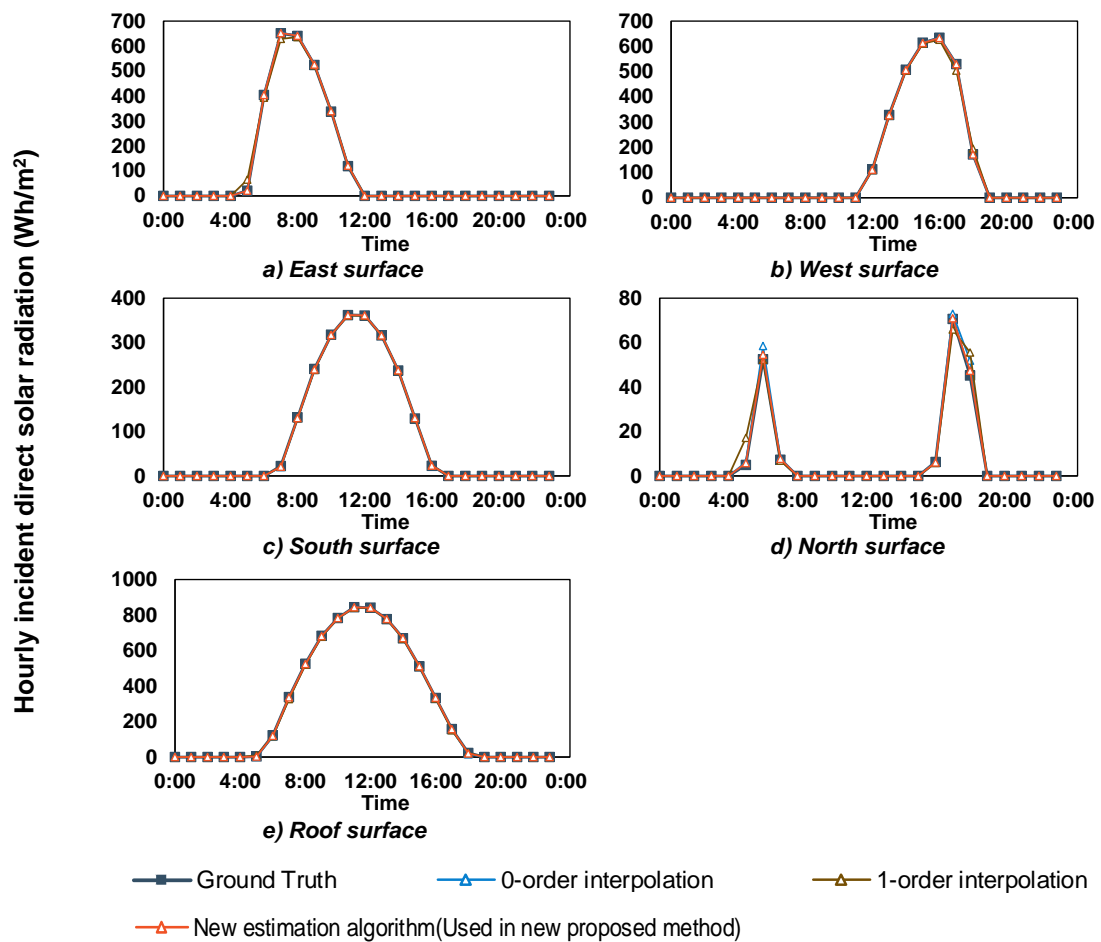 Hourly incident direct solar radiation (Wh/m²)
700
600
500
400
300
200
100
0
0:00 4:00 8:00 12:00 16:00 20:00 0:00
Time
a) East surface
700
600
500
400
300
200
100
0
0:00 4:00 8:00 12:00 16:00 20:00 0:00
Time
b) West surface
400
300
200
100
0
0:00 4:00 8:00 12:00 16:00 20:00 0:00
Time
c) South surface
80
60
40
20
0
0:00 4:00 8:00 12:00 16:00 20:00 0:00
Time
d) North surface
1000
800
600
400
200
0
0:00 4:00 8:00 12:00 16:00 20:00 0:00
Time
e) Roof surface
Ground Truth 0-order interpolation 1-order interpolation
New estimation algorithm(Used in new proposed method)